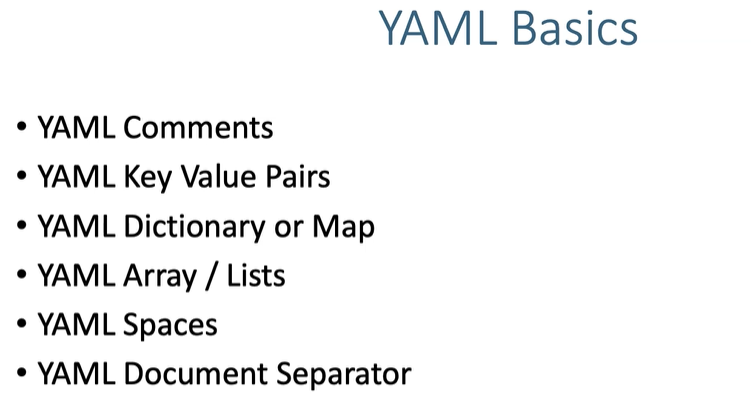 YAML Basics
• YAML Comments
• YAML Key Value Pairs
• YAML Dictionary or Map
• YAML Array / Lists
• YAML Spaces
• YAML Document Separator